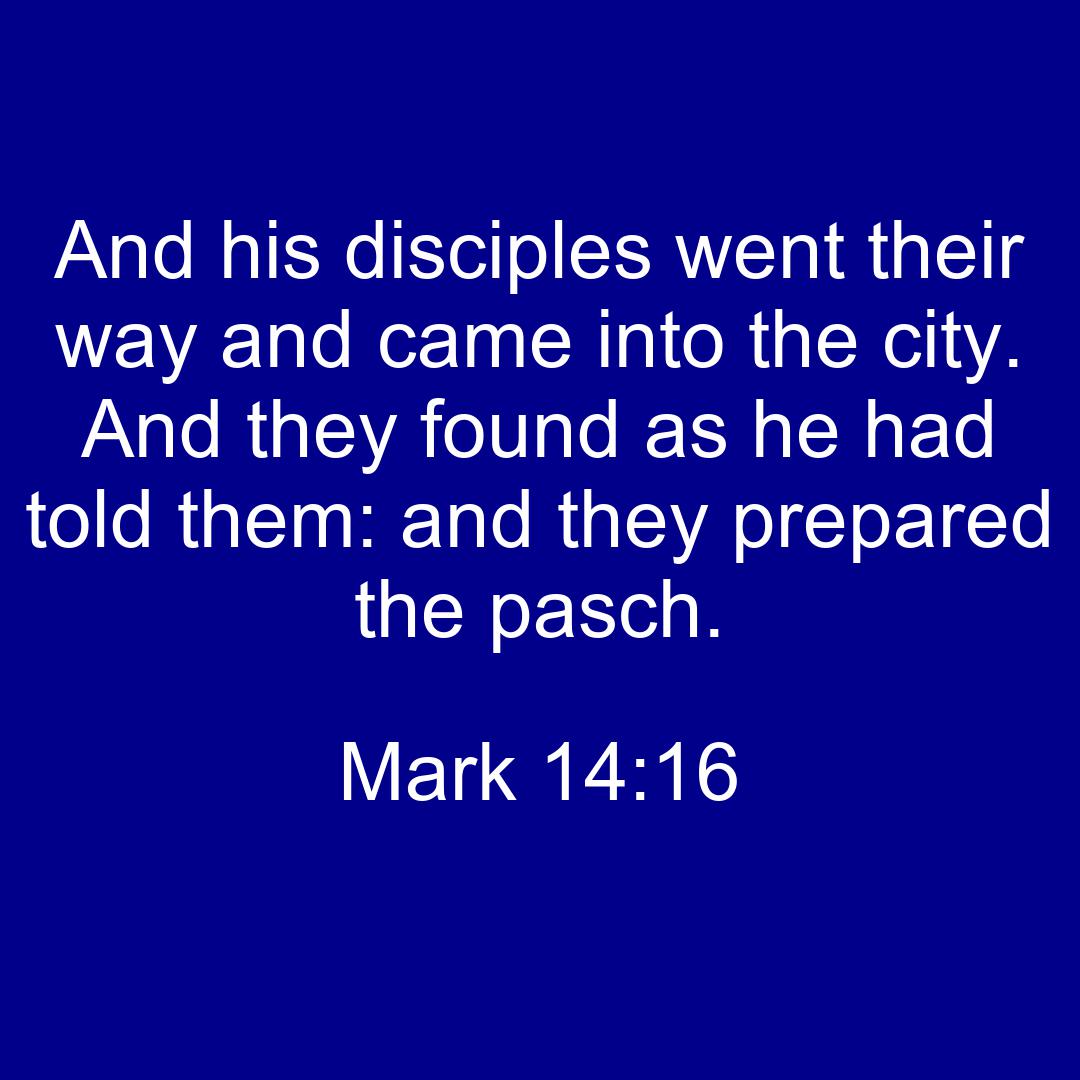 And his disciples went their
way and came into the city.
And they found as he had
told them: and they prepared
the pasch.
Mark 14:16